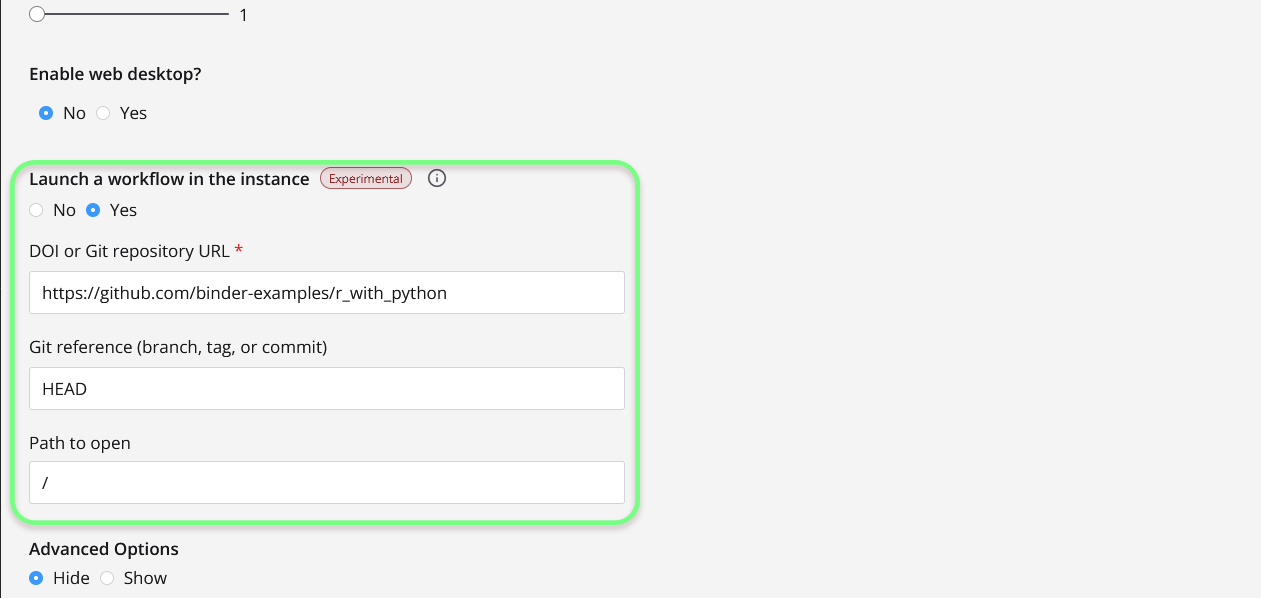 1
Enable web desktop?
No Yes
Launch a workflow in the instance Experimental
No Yes
DOI or Git repository URL *
https://github.com/binder-examples/r_with_python
Git reference (branch, tag, or commit)
HEAD
Path to open
/
Advanced Options
Hide Show